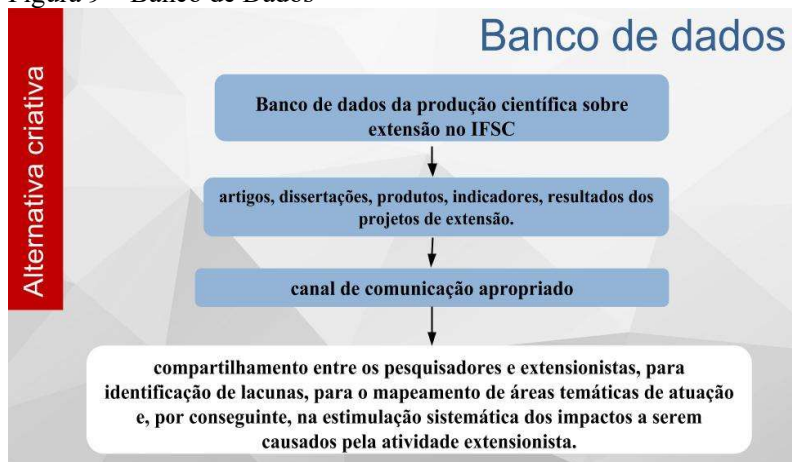 Figura 9 – Banco de Dados
Banco de dados
Alternativa criativa
Banco de dados da produção científica sobre
extensão no IFSC
artigos, dissertações, produtos, indicadores, resultados dos
projetos de extensão.
canal de comunicação apropriado
compartilhamento entre os pesquisadores e extensionistas, para
identificação de lacunas, para o mapeamento de áreas temáticas de atuação
e, por conseguinte, na estimulação sistemática dos impactos a serem
causados pela atividade extensionista.